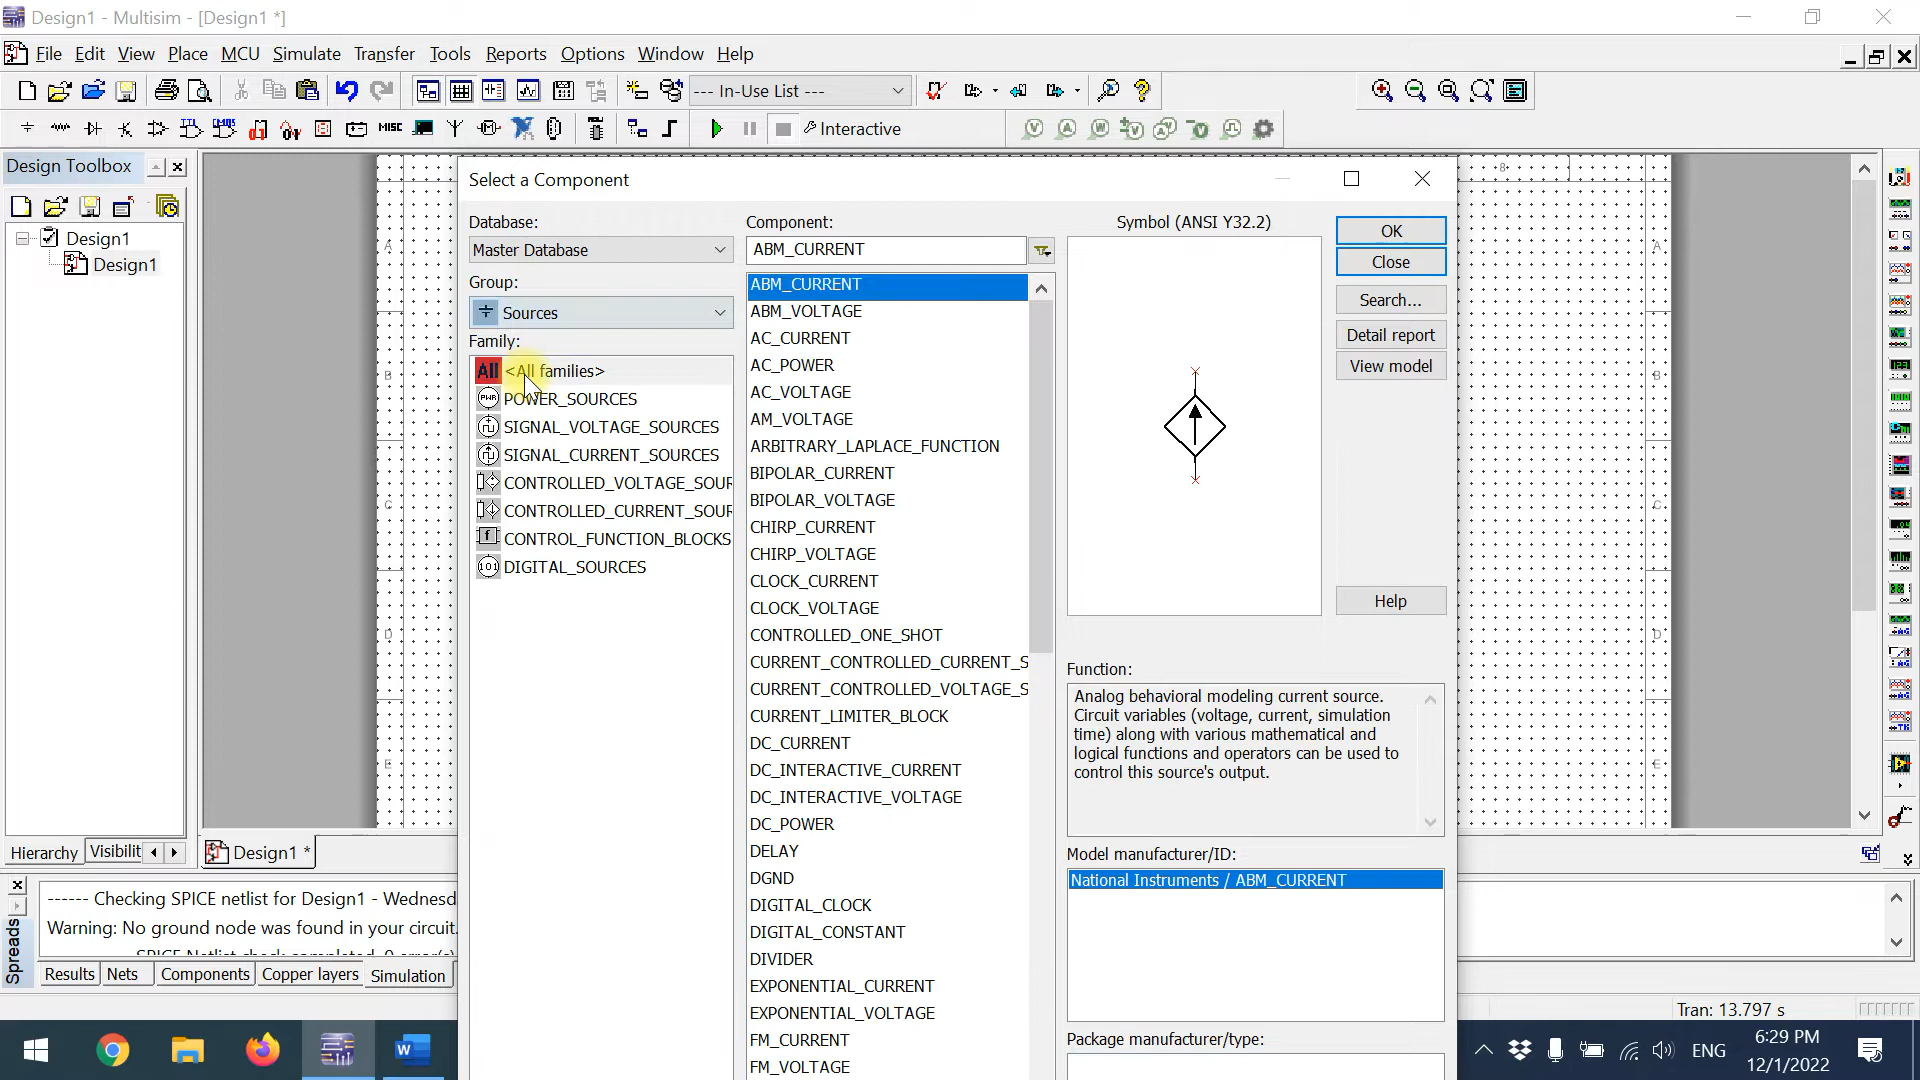 Design1 - Multisim - [Design1 *]
File Edit View Place MCU Simulate Transfer Tools Reports Options Window Help
--- In-Use List ---
MISC
Interactive
Design Toolbox
Design1
Design1
Hierarchy Visibilit
Select a Component
Database:
Master Database
Group:
Sources
Family:
All <All families>
POWER_SOURCES
SIGNAL_VOLTAGE_SOURCES
SIGNAL_CURRENT_SOURCES
CONTROLLED_VOLTAGE_SOUR
CONTROLLED_CURRENT_SOUR
CONTROL_FUNCTION_BLOCKS
DIGITAL_SOURCES
Component:
ABM_CURRENT
ABM_CURRENT
ABM_VOLTAGE
AC_CURRENT
AC_POWER
AC_VOLTAGE
AM_VOLTAGE
ARBITRARY_LAPLACE_FUNCTION
BIPOLAR_CURRENT
BIPOLAR_VOLTAGE
CHIRP_CURRENT
CHIRP_VOLTAGE
CLOCK_CURRENT
CLOCK_VOLTAGE
CONTROLLED_ONE_SHOT
CURRENT_CONTROLLED_CURRENT_S
CURRENT_CONTROLLED_VOLTAGE_S
CURRENT_LIMITER_BLOCK
DC_CURRENT
DC_INTERACTIVE_CURRENT
DC_INTERACTIVE_VOLTAGE
DC_POWER
DELAY
DGND
DIGITAL_CLOCK
DIGITAL_CONSTANT
DIVIDER
EXPONENTIAL_CURRENT
EXPONENTIAL_VOLTAGE
FM_CURRENT
FM_VOLTAGE
Symbol (ANSI Y32.2)
OK
Close
Search...
Detail report
View model
Help
Function:
Analog behavioral modeling current source.
Circuit variables (voltage, current, simulation
time) along with various mathematical and
logical functions and operators can be used to
control this source's output.
Model manufacturer/ID:
National Instruments / ABM_CURRENT
Package manufacturer/type:
Design1 *
Spreads
------ Checking SPICE netlist for Design1 - Wednesd
Warning: No ground node was found in your circuit.
Results Nets Components Copper layers Simulation
Tran: 13.797 s
ENG
6:29 PM
12/1/2022